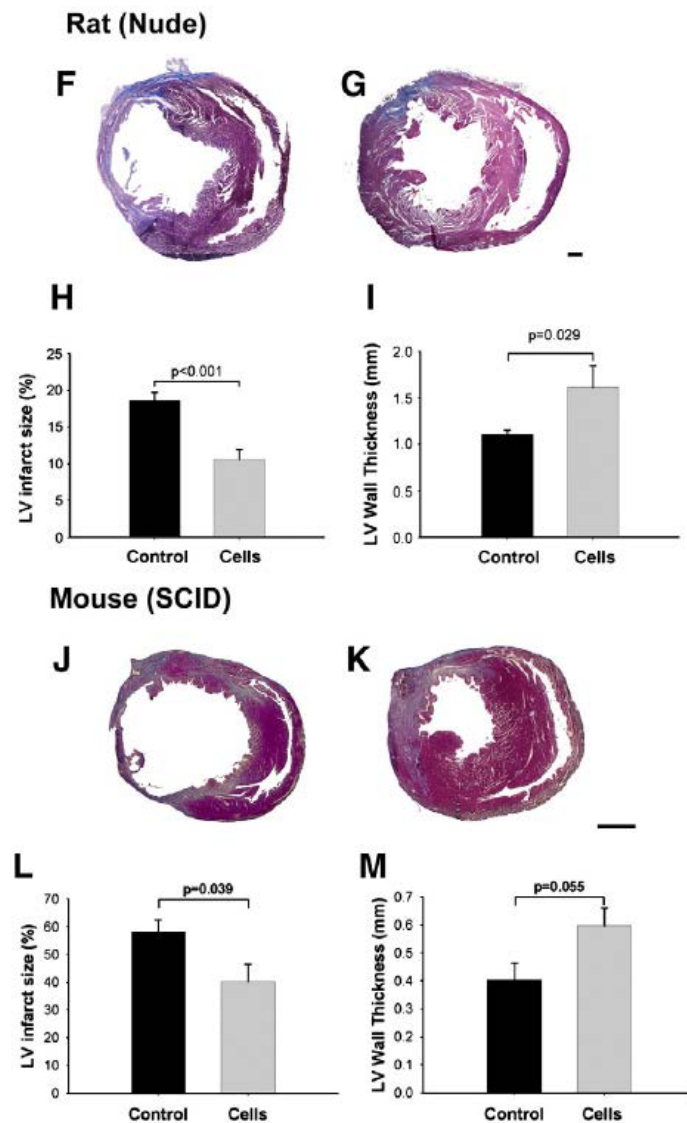 Rat (Nude)
F
G
H
I
LV infarct size (%)
25
20
15
10
5
0
p<0.001
Control Cells
LV Wall Thickness (mm)
2.0
1.5
1.0
0.5
0.0
p=0.029
Control Cells
Mouse (SCID)
J
K
L
M
LV infarct size (%)
70
60
50
40
30
20
10
0
p=0.039
Control Cells
LV Wall Thickness (mm)
0.7
0.6
0.5
0.4
0.3
0.2
0.1
0.0
p=0.055
Control Cells